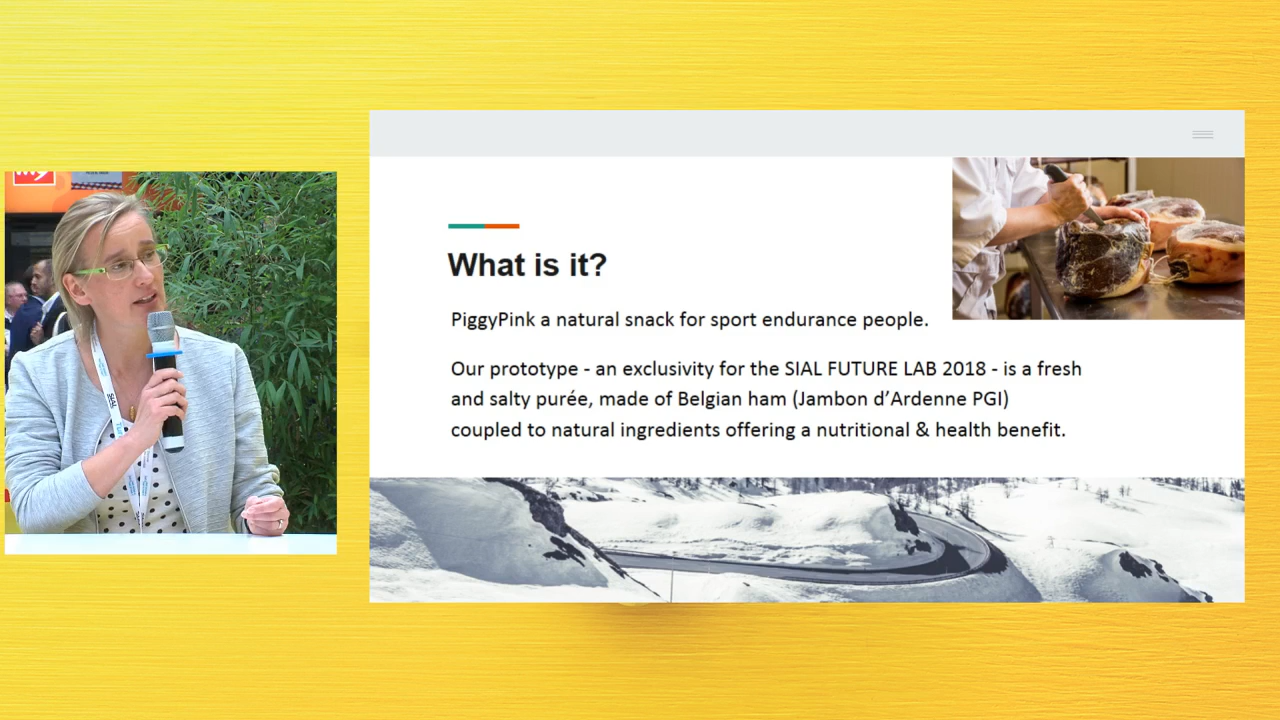 What is it?
PiggyPink a natural snack for sport endurance people.
Our prototype - an exclusivity for the SIAL FUTURE LAB 2018 - is a fresh
and salty purée, made of Belgian ham (Jambon d’Ardenne PGI)
coupled to natural ingredients offering a nutritional & health benefit.